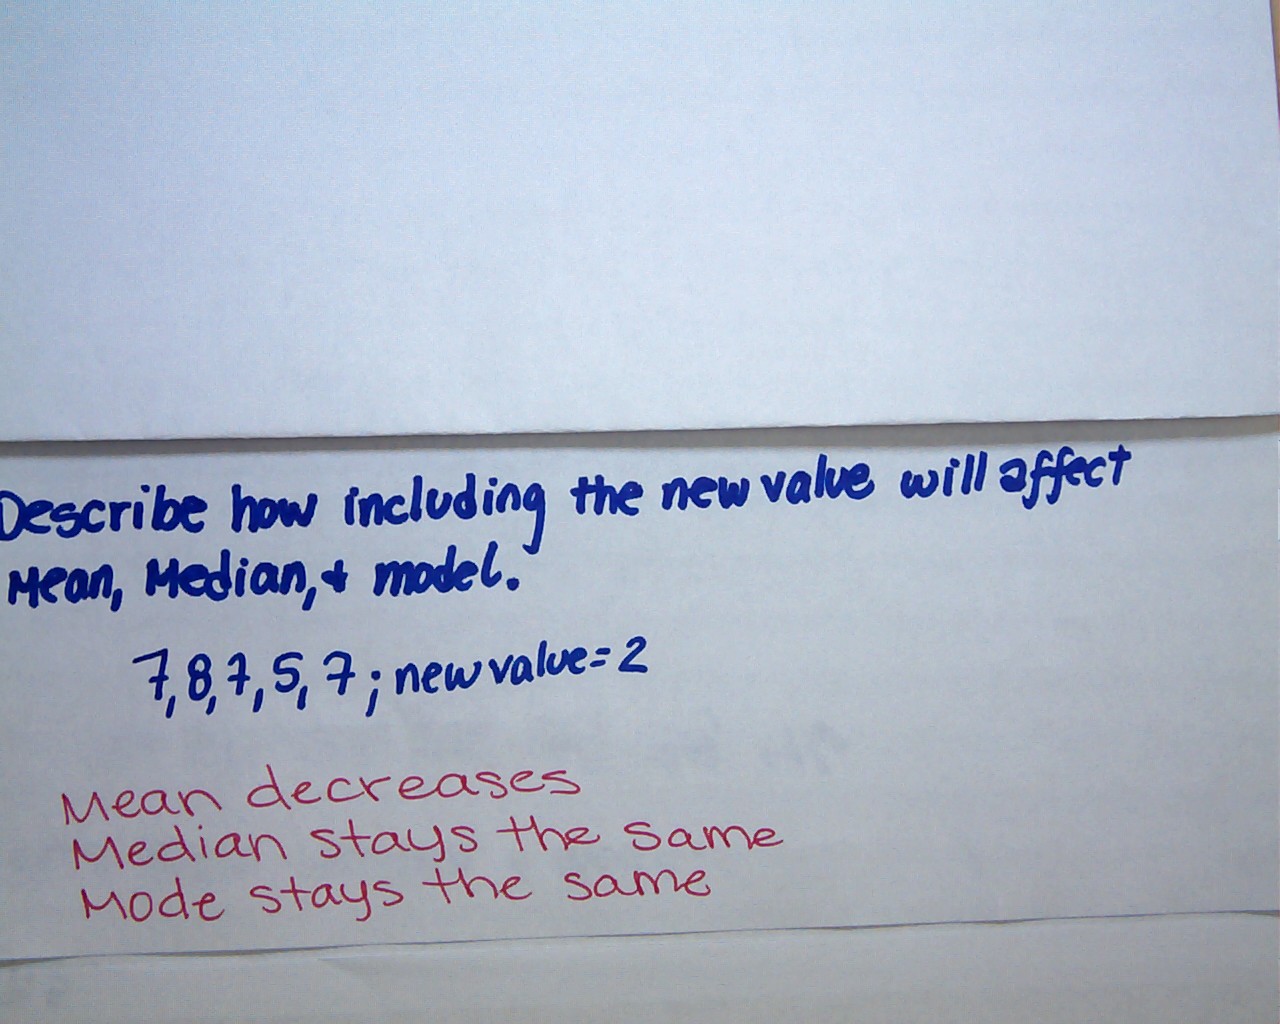 Describe how including the new value will affect
Mean, Median, & model.
7,8,7,5,7; new value=2
Mean decreases
Median stays the same
Mode stays the same